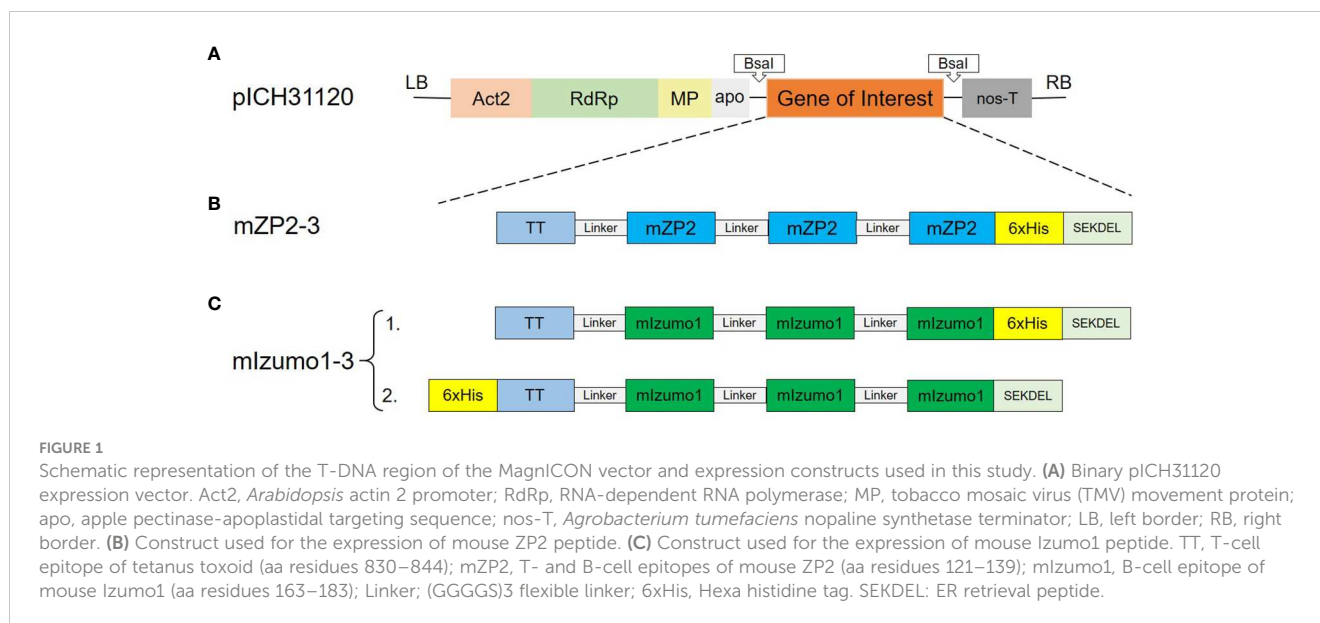 A
BsaI
BsaI
LB
RB
pICH31120
Act2
RdRp
MP
apo
Gene of Interest
nos-T
B
mZP2-3
TT
Linker
mZP2
Linker
mZP2
Linker
mZP2
6xHis
SEKDEL
C
mIzumo1-3
1.
TT
Linker
mIzumo1
Linker
mIzumo1
Linker
mIzumo1
6xHis
SEKDEL
2.
6xHis
TT
Linker
mIzumo1
Linker
mIzumo1
Linker
mIzumo1
SEKDEL
FIGURE 1
Schematic representation of the T-DNA region of the MagnICON vector and expression constructs used in this study. (A) Binary pICH31120
expression vector. Act2, Arabidopsis actin 2 promoter; RdRp, RNA-dependent RNA polymerase; MP, tobacco mosaic virus (TMV) movement protein;
apo, apple pectinase-apoplastidal targeting sequence; nos-T, Agrobacterium tumefaciens nopaline synthetase terminator; LB, left border; RB, right
border. (B) Construct used for the expression of mouse ZP2 peptide. (C) Construct used for the expression of mouse Izumo1 peptide. TT, T-cell
epitope of tetanus toxoid (aa residues 830–844); mZP2, T- and B-cell epitopes of mouse ZP2 (aa residues 121–139); mIzumo1, B-cell epitope of
mouse Izumo1 (aa residues 163–183); Linker; (GGGGS)3 flexible linker; 6xHis, Hexa histidine tag. SEKDEL: ER retrieval peptide.